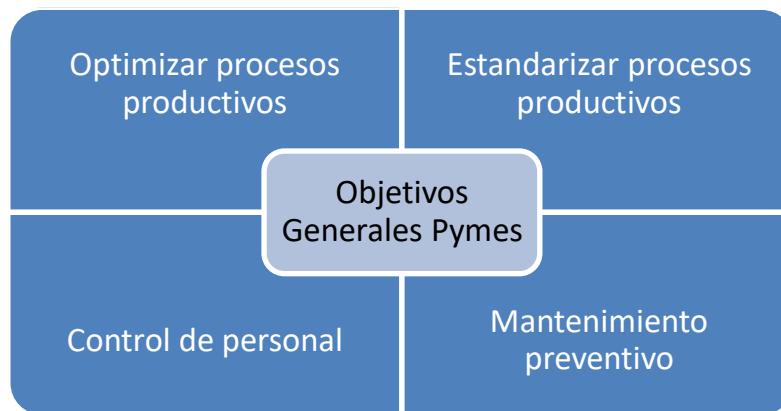 Optimizar procesos
productivos
Estandarizar procesos
productivos
Objetivos
Generales Pymes
Control de personal
Mantenimiento
preventivo